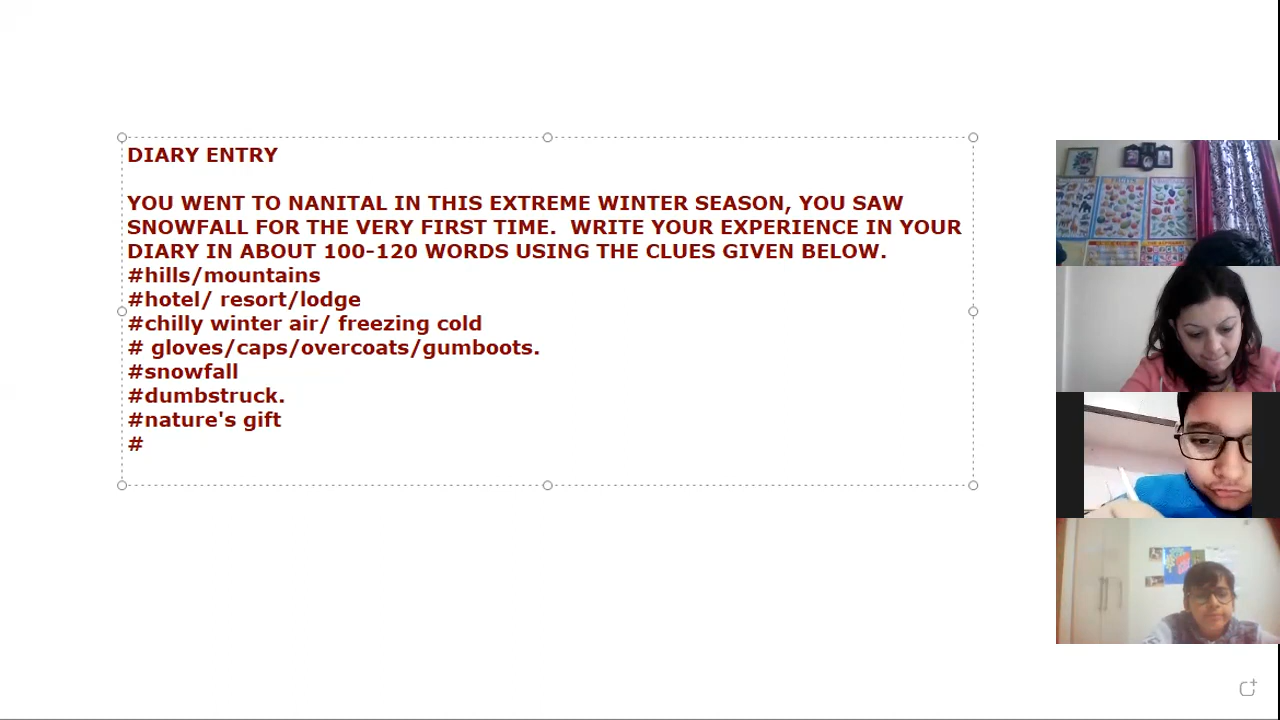 DIARY ENTRY
YOU WENT TO NANITAL IN THIS EXTREME WINTER SEASON, YOU SAW
SNOWFALL FOR THE VERY FIRST TIME.  WRITE YOUR EXPERIENCE IN YOUR
DIARY IN ABOUT 100-120 WORDS USING THE CLUES GIVEN BELOW.
#hills/mountains
#hotel/ resort/lodge
#chilly winter air/ freezing cold
# gloves/caps/overcoats/gumboots.
#snowfall
#dumbstruck.
#nature's gift
#